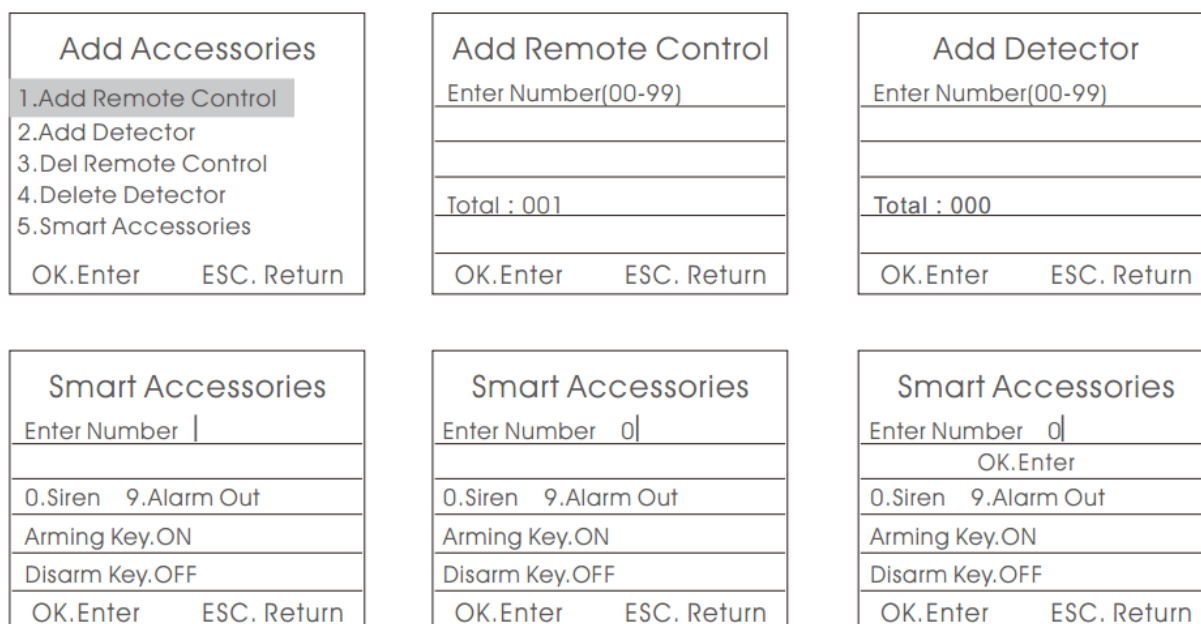 Add Accessories
1.Add Remote Control
2.Add Detector
3.Del Remote Control
4.Delete Detector
5.Smart Accessories
OK.Enter ESC. Return
Add Remote Control
Enter Number(00-99)
Total : 001
OK.Enter ESC. Return
Add Detector
Enter Number(00-99)
Total : 000
OK.Enter ESC. Return
Smart Accessories
Enter Number
0.Siren 9.Alarm Out
Arming Key.ON
Disarm Key.OFF
OK.Enter ESC. Return
Smart Accessories
Enter Number 0
0.Siren 9.Alarm Out
Arming Key.ON
Disarm Key.OFF
OK.Enter ESC. Return
Smart Accessories
Enter Number 0
OK.Enter
0.Siren 9.Alarm Out
Arming Key.ON
Disarm Key.OFF
OK.Enter ESC. Return